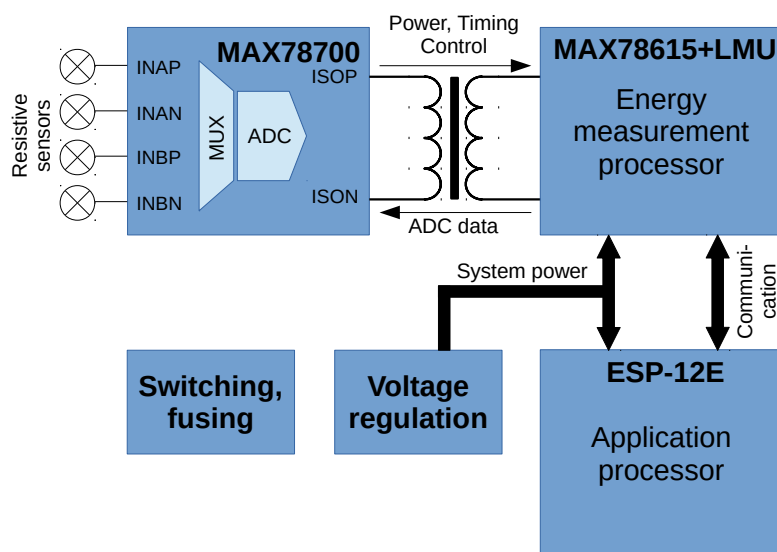 MAX78700
INAP
INAN
INBP
INBN
ISOP
ISON
MUX
ADC
Resistive
sensors
Power, Timing
Control
ADC data
MAX78615+LMU
Energy
measurement
processor
System power
Communi-
cation
Switching,
fusing
Voltage
regulation
ESP-12E
Application
processor